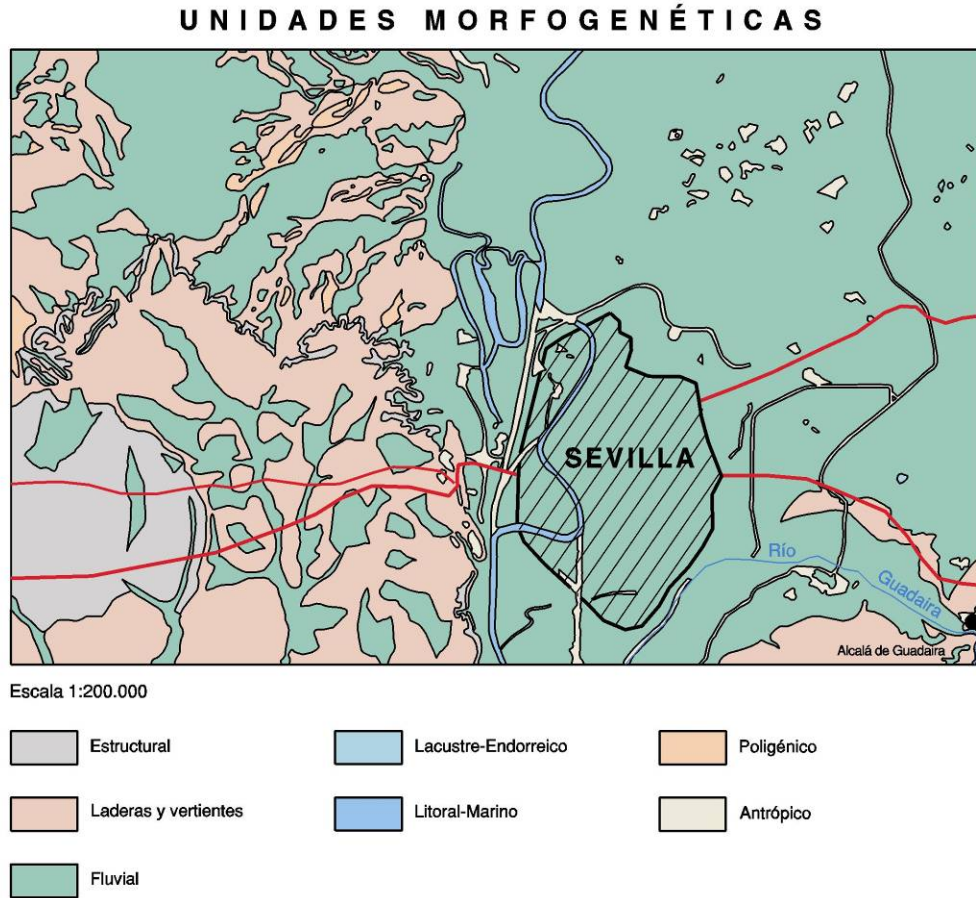 UNIDADES MORFOGENÉTICAS
SEVILLA
Río
Guadaira
Alcalá de Guadaira
Escala 1:200.000
Estructural
Lacustre-Endorreico
Poligénico
Laderas y vertientes
Litoral-Marino
Antrópico
Fluvial